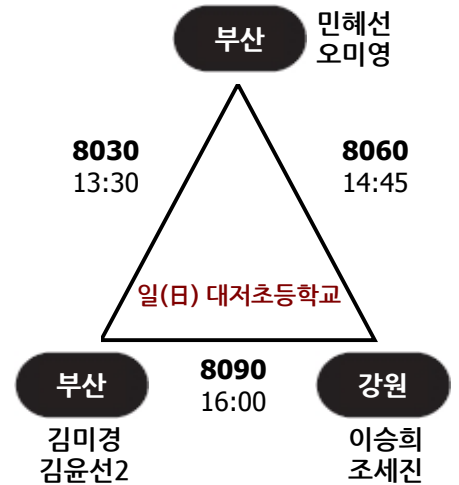 부산
민혜선
오미영
8030
13:30
8060
14:45
일(日) 대저초등학교
부산
8090
16:00
강원
김미경
김윤선2
이승희
조세진